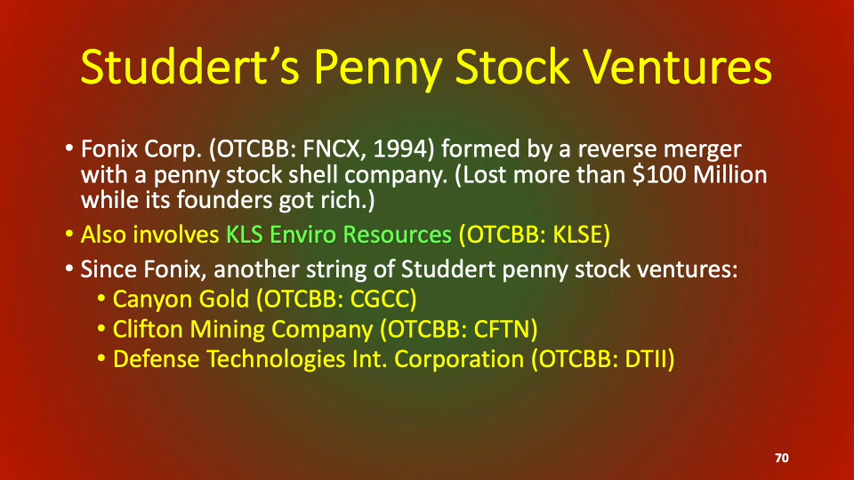 Studdert’s Penny Stock Ventures
• Fonix Corp. (OTCBB: FNCX, 1994) formed by a reverse merger
with a penny stock shell company. (Lost more than $100 Million
while its founders got rich.)
• Also involves KLS Enviro Resources (OTCBB: KLSE)
• Since Fonix, another string of Studdert penny stock ventures:
• Canyon Gold (OTCBB: CGCC)
• Clifton Mining Company (OTCBB: CFTN)
• Defense Technologies Int. Corporation (OTCBB: DTII)
70